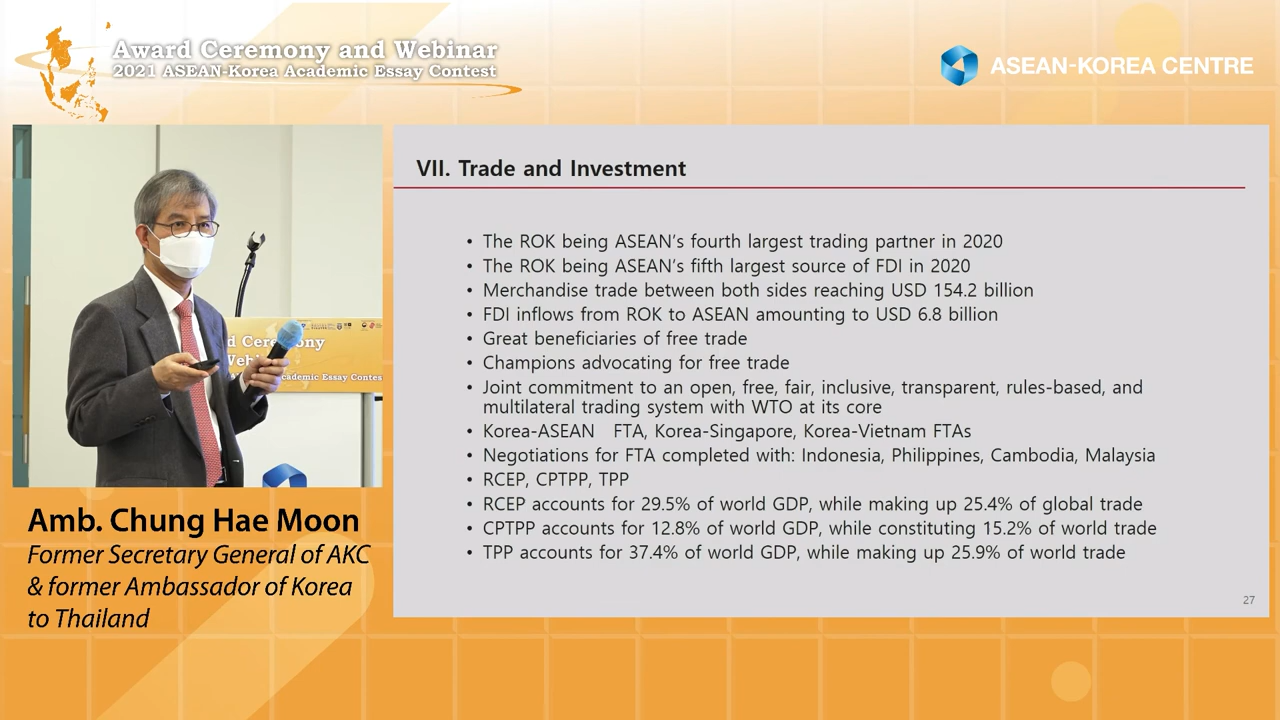 Award Ceremony and Webinar
2021 ASEAN-Korea Academic Essay Contest
ASEAN-KOREA CENTRE
d Ceremony
Webin
cademic Essay Contes
Amb. Chung Hae Moon
Former Secretary General of AKC
& former Ambassador of Korea
to Thailand
VII. Trade and Investment
• The ROK being ASEAN's fourth largest trading partner in 2020
• The ROK being ASEAN's fifth largest source of FDI in 2020
• Merchandise trade between both sides reaching USD 154.2 billion
• FDI inflows from ROK to ASEAN amounting to USD 6.8 billion
• Great beneficiaries of free trade
• Champions advocating for free trade
• Joint commitment to an open, free, fair, inclusive, transparent, rules-based, and
multilateral trading system with WTO at its core
• Korea-ASEAN FTA, Korea-Singapore, Korea-Vietnam FTAs
• Negotiations for FTA completed with: Indonesia, Philippines, Cambodia, Malaysia
• RCEP, CPTPP, TPP
• RCEP accounts for 29.5% of world GDP, while making up 25.4% of global trade
• CPTPP accounts for 12.8% of world GDP, while constituting 15.2% of world trade
• TPP accounts for 37.4% of world GDP, while making up 25.9% of world trade
27